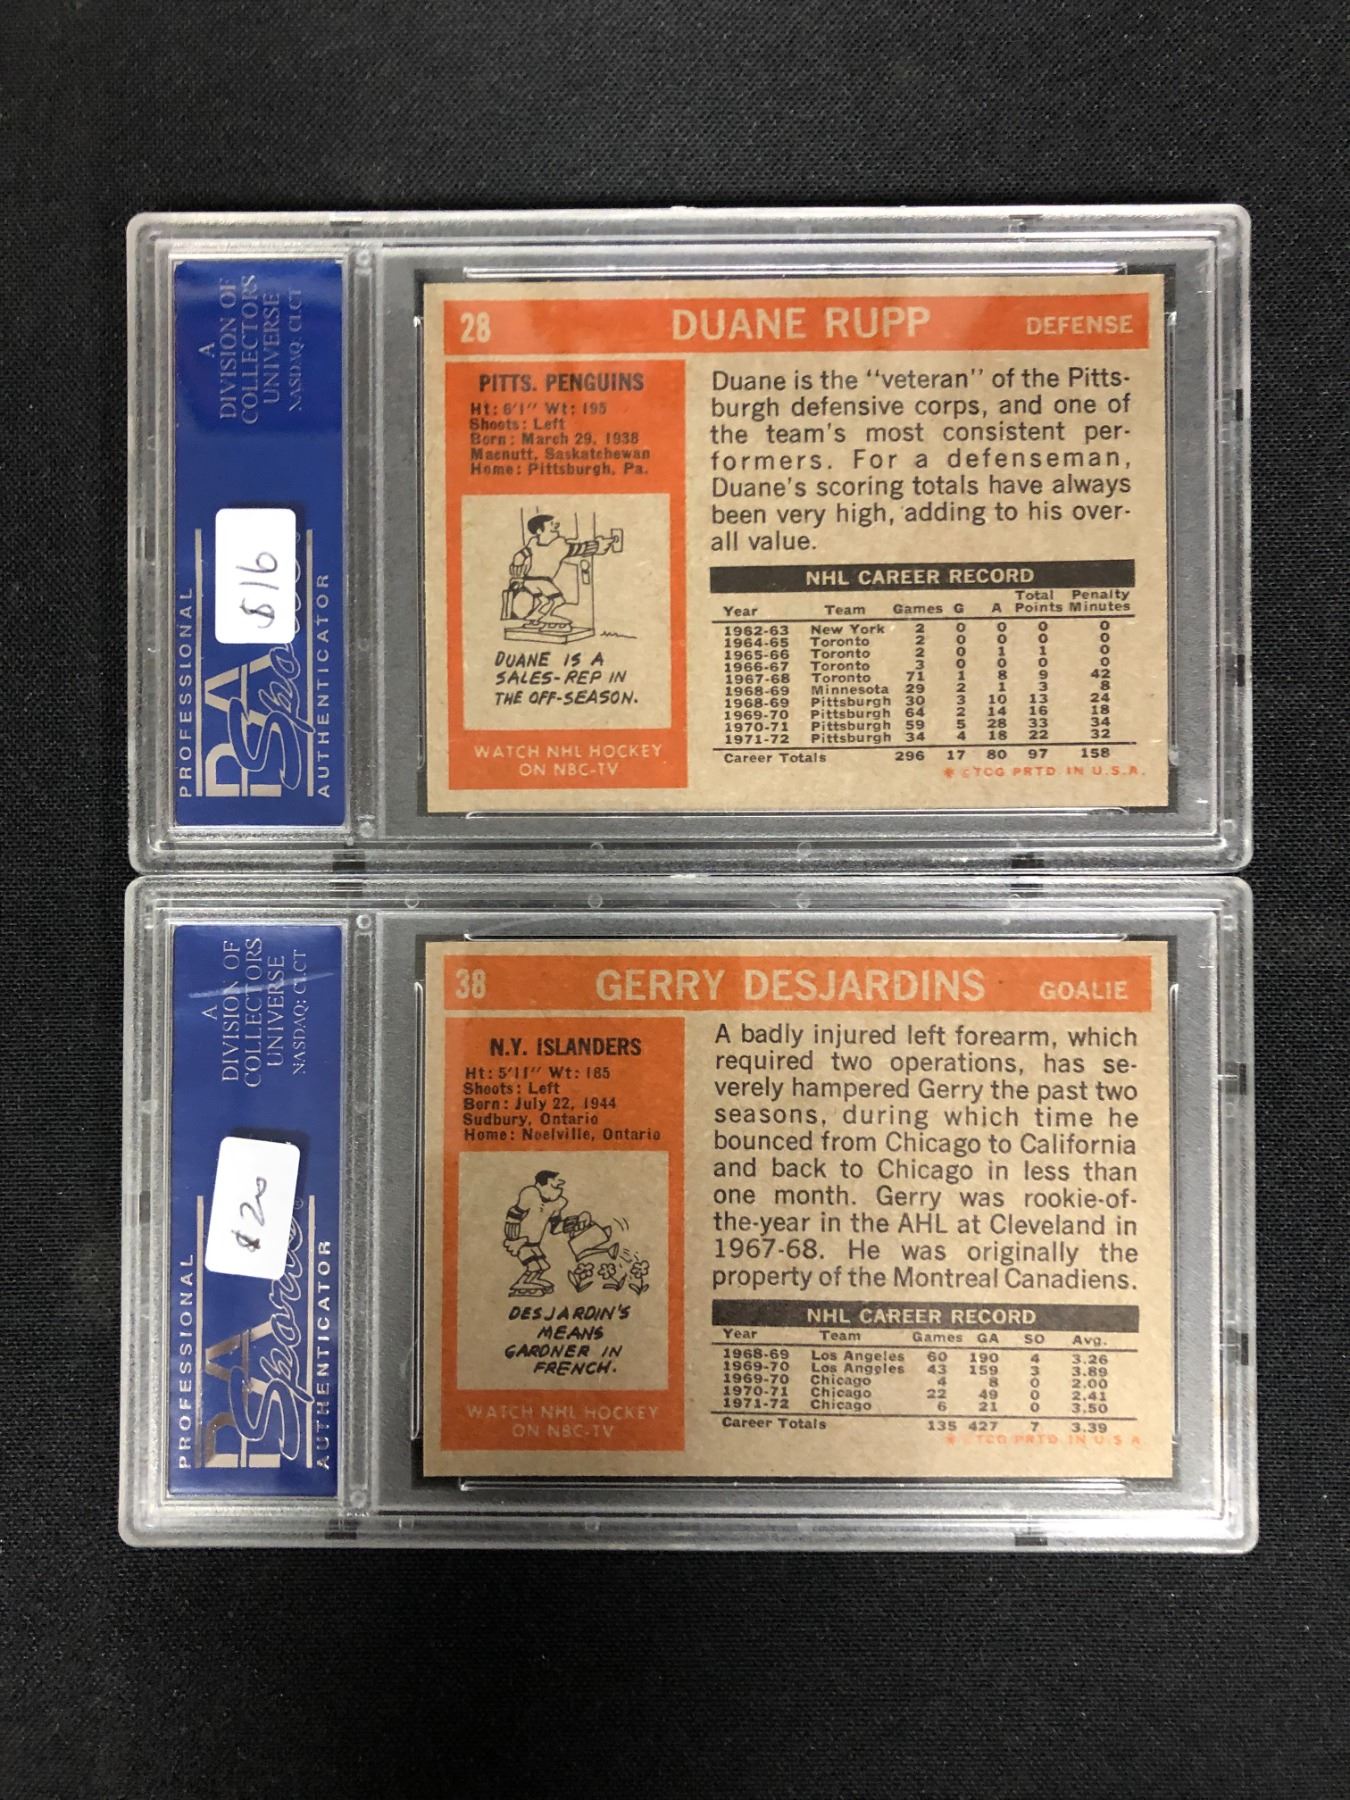 A
DIVISION OF
COLLECTORS
UNIVERSE
NASDAQ: CLCT
$16
PROFESSIONAL
PSA
AUTHENTICATOR
28 DUANE RUPP DEFENSE
PITTS. PENGUINS
Ht: 6'1" Wt: 195
Shoots: Left
Born: March 29, 1938
Macnutt, Saskatchewan
Home: Pittsburgh, Pa.
DUANE IS A
SALES-REP IN
THE OFF-SEASON.
WATCH NHL HOCKEY
ON NBC-TV
Duane is the "veteran" of the Pitts-
burgh defensive corps, and one of
the team's most consistent per-
formers. For a defenseman,
Duane's scoring totals have always
been very high, adding to his over-
all value.
NHL CAREER RECORD
Total Penalty
Year Team Games G A Points Minutes
1962-63 New York 2 0 0 0 0
1964-65 Toronto 2 0 0 0 0
1965-66 Toronto 2 0 1 1 0
1966-67 Toronto 3 0 0 0 0
1967-68 Toronto 71 1 8 9 42
1968-69 Minnesota 29 2 1 3 8
1968-69 Pittsburgh 30 3 10 13 24
1969-70 Pittsburgh 64 2 14 16 18
1970-71 Pittsburgh 59 5 28 33 34
1971-72 Pittsburgh 34 4 18 22 32
Career Totals 296 17 80 97 158
* © TCG PRTD. IN U.S.A.
A
DIVISION OF
COLLECTORS
UNIVERSE
NASDAQ: CLCT
$20
PROFESSIONAL
PSA
Sports
AUTHENTICATOR
38 GERRY DESJARDINS GOALIE
N.Y. ISLANDERS
Ht: 5'11" Wt: 185
Shoots: Left
Born: July 22, 1944
Sudbury, Ontario
Home: Noelville, Ontario
DESJARDIN'S
MEANS
GARDNER IN
FRENCH.
WATCH NHL HOCKEY
ON NBC-TV
A badly injured left forearm, which
required two operations, has se-
verely hampered Gerry the past two
seasons, during which time he
bounced from Chicago to California
and back to Chicago in less than
one month. Gerry was rookie-of-
the-year in the AHL at Cleveland in
1967-68. He was originally the
property of the Montreal Canadiens.
NHL CAREER RECORD
Year Team Games GA SO Avg.
1968-69 Los Angeles 60 190 4 3.26
1969-70 Los Angeles 43 159 3 3.89
1969-70 Chicago 4 8 0 2.00
1970-71 Chicago 22 49 0 2.41
1971-72 Chicago 6 21 0 3.50
Career Totals 135 427 7 3.39
* © TCG PRTD. IN U.S.A